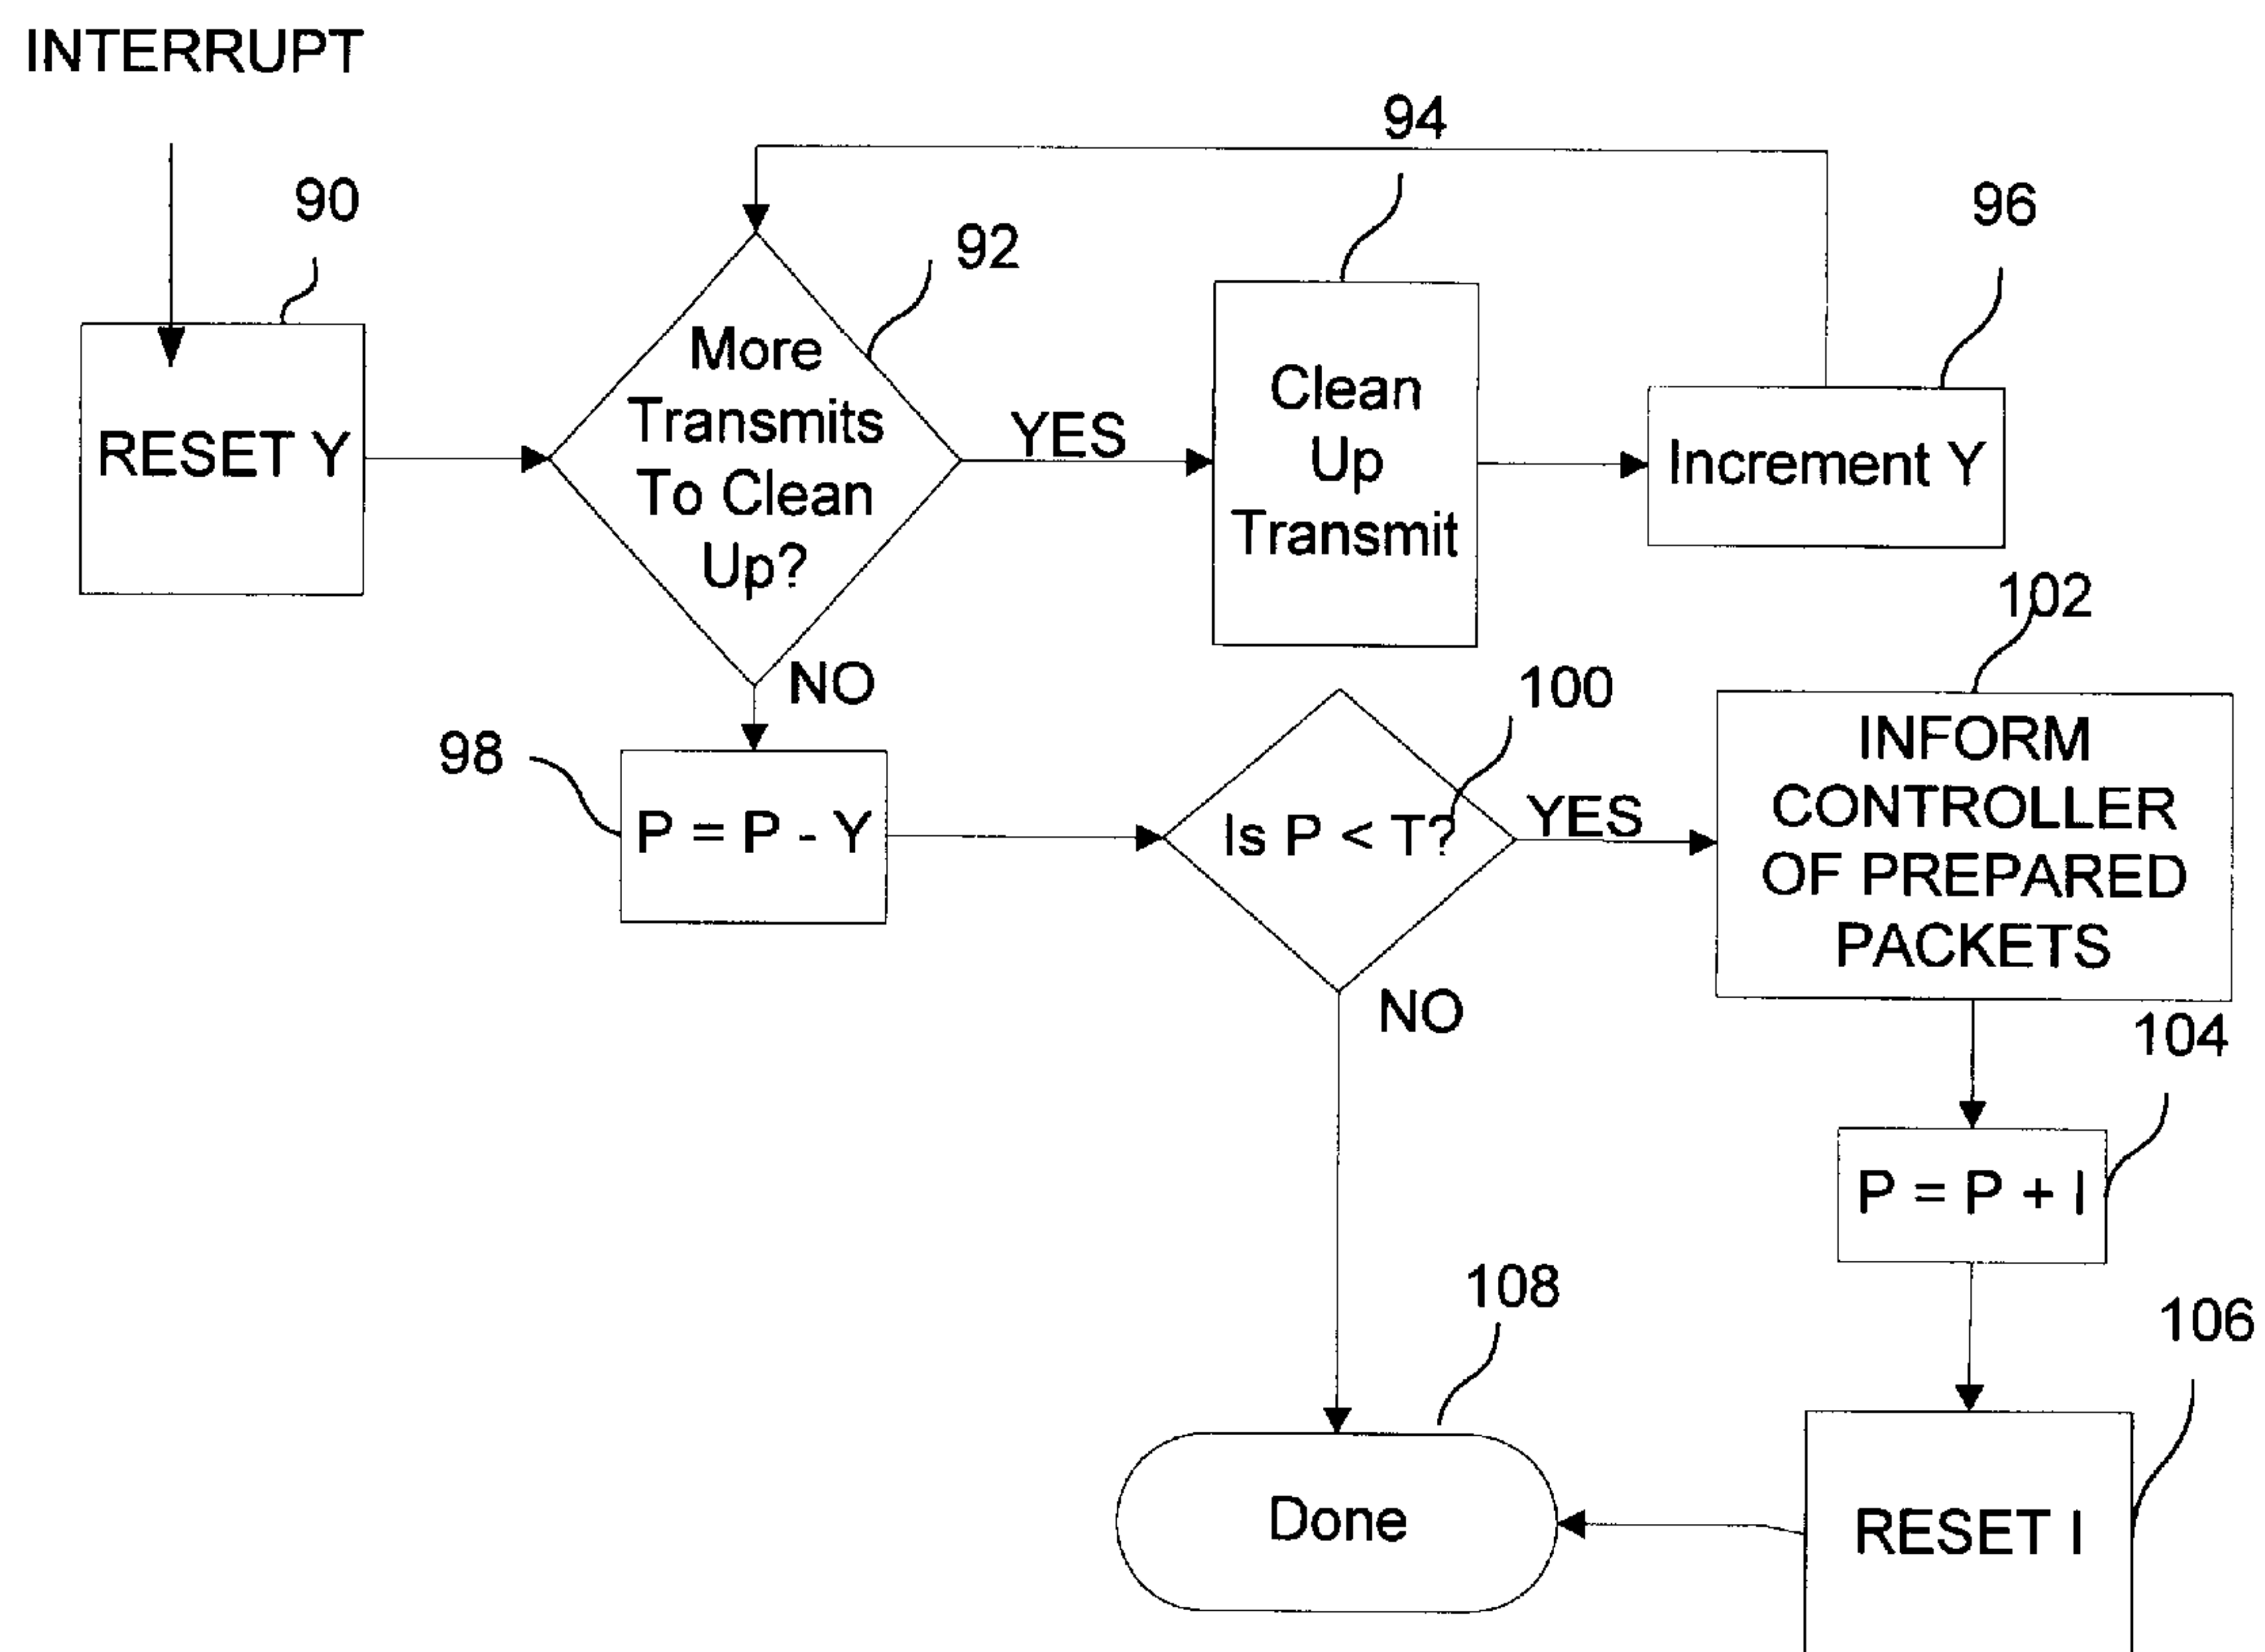 INTERRUPT
94
90
96
92
More
Transmits
To Clean
Up?
RESET Y
YES
Clean
Up
Transmit
Increment Y
102
NO
100
98
P = P - Y
Is P < T?
YES
INFORM
CONTROLLER
OF PREPARED
PACKETS
NO
104
P = P + I
108
106
Done
RESET I